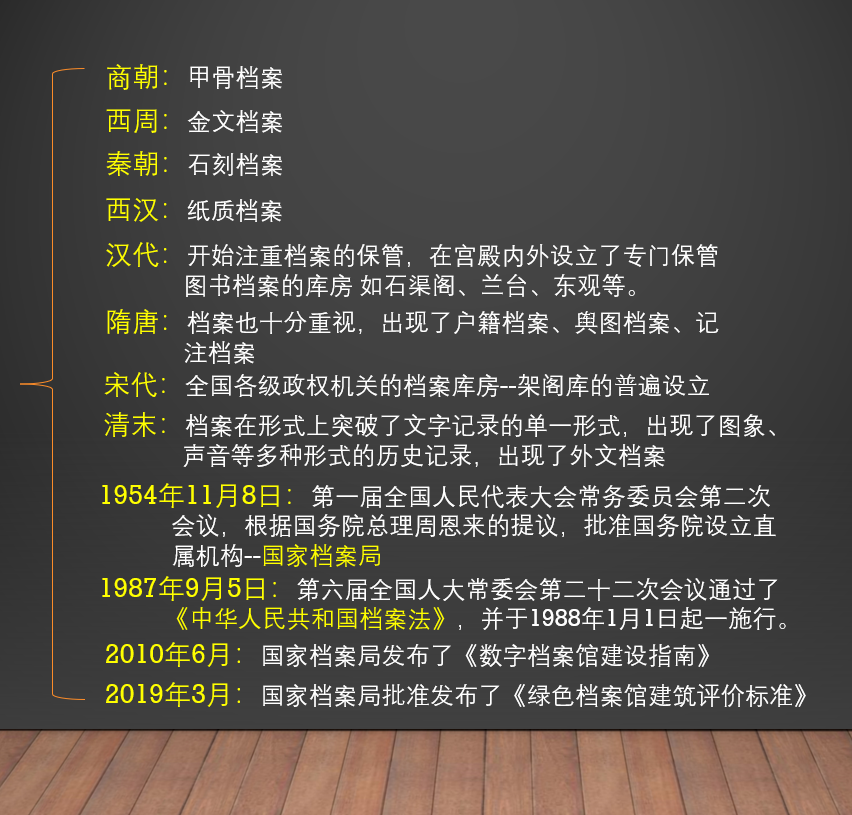 商朝：甲骨档案
西周：金文档案
秦朝：石刻档案
西汉：纸质档案
汉代：开始注重档案的保管，在宫殿内外设立了专门保管
图书档案的库房 如石渠阁、兰台、东观等。
隋唐：档案也十分重视，出现了户籍档案、舆图档案、记
注档案
宋代：全国各级政权机关的档案库房--架阁库的普遍设立
清末：档案在形式上突破了文字记录的单一形式，出现了图象、
声音等多种形式的历史记录，出现了外文档案
1954年11月8日：第一届全国人民代表大会常务委员会第二次
会议，根据国务院总理周恩来的提议，批准国务院设立直
属机构--国家档案局
1987年9月5日：第六届全国人大常委会第二十二次会议通过了
《中华人民共和国档案法》，并于1988年1月1日起一施行。
2010年6月：国家档案局发布了《数字档案馆建设指南》
2019年3月：国家档案局批准发布了《绿色档案馆建筑评价标准》